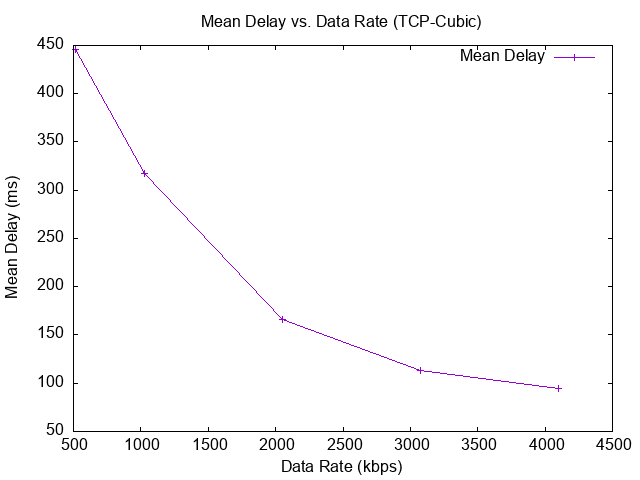 Mean Delay vs. Data Rate (TCP-Cubic)
Mean Delay
Mean Delay (ms)
450
400
350
300
250
200
150
100
50
500 1000 1500 2000 2500 3000 3500 4000 4500
Data Rate (kbps)